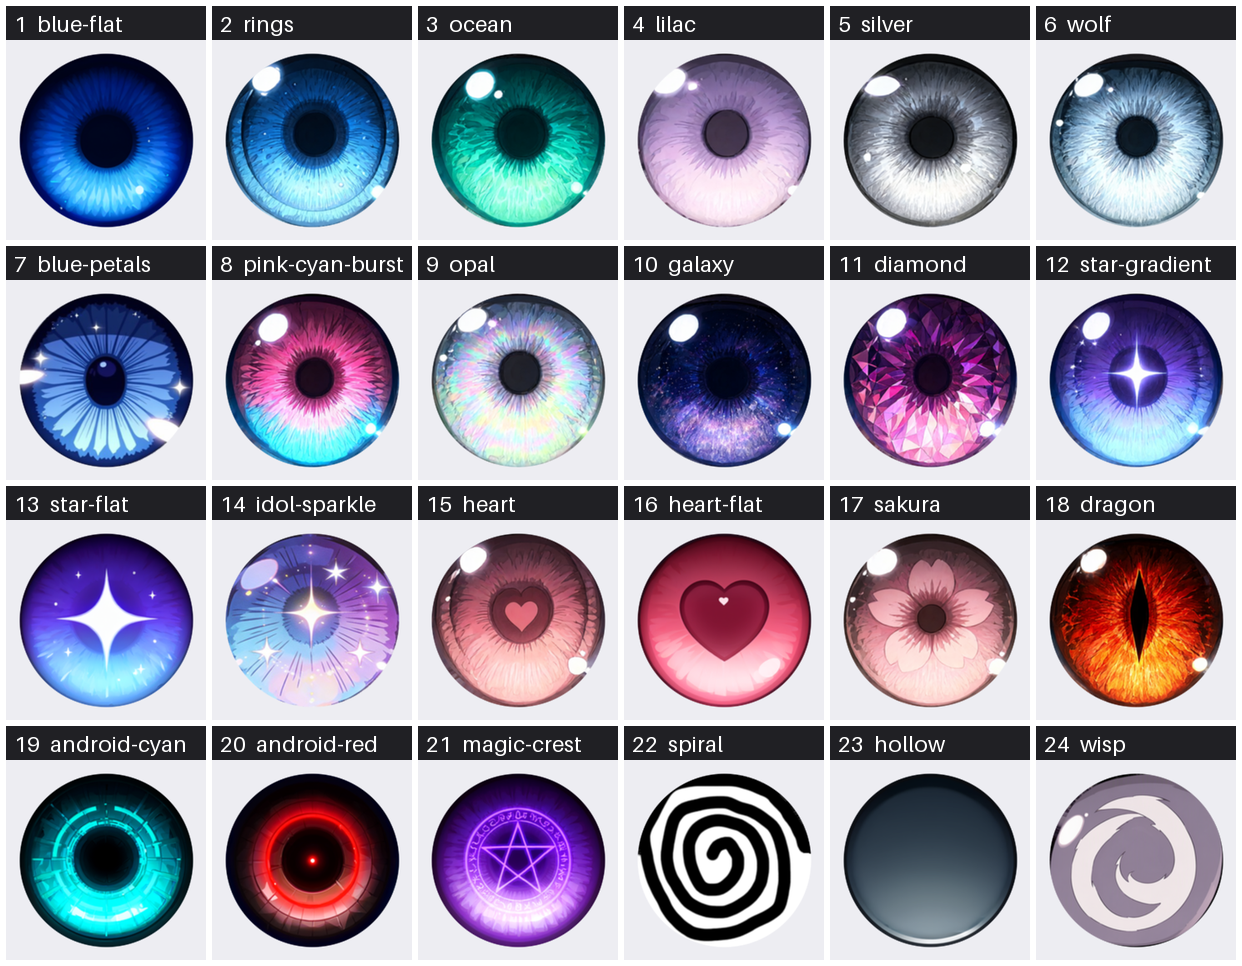 1 blue-flat
2 rings
3 ocean
4 lilac
5 silver
6 wolf
7 blue-petals
8 pink-cyan-burst
9 opal
10 galaxy
11 diamond
12 star-gradient
13 star-flat
14 idol-sparkle
15 heart
16 heart-flat
17 sakura
18 dragon
19 android-cyan
20 android-red
21 magic-crest
22 spiral
23 hollow
24 wisp